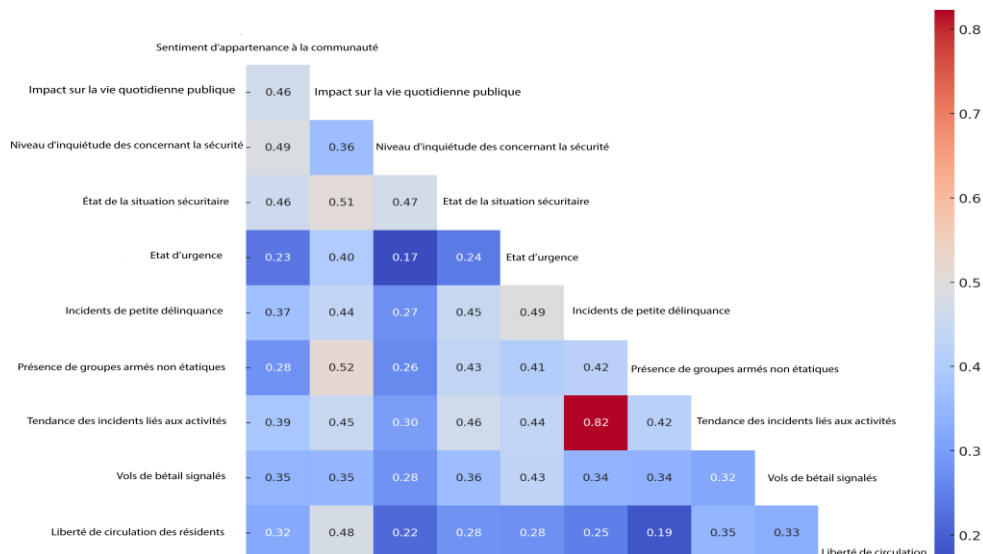 Sentiment d'appartenance à la communauté
0.8
Impact sur la vie quotidienne publique 0.46 Impact sur la vie quotidienne publique
0.7
Niveau d'inquiétude des concernant la sécurité 0.49 0.36 Niveau d'inquiétude des concernant la sécurité
État de la situation sécuritaire 0.46 0.51 0.47 Etat de la situation sécuritaire
0.6
Etat d'urgence 0.23 0.40 0.17 0.24 Etat d'urgence
0.5
Incidents de petite délinquance 0.37 0.44 0.27 0.45 0.49 Incidents de petite délinquance
Présence de groupes armés non étatiques 0.28 0.52 0.26 0.43 0.41 0.42 Présence de groupes armés non étatiques
0.4
Tendance des incidents liés aux activités 0.39 0.45 0.30 0.46 0.44 0.82 0.42 Tendance des incidents liés aux activités
0.3
Vols de bétail signalés 0.35 0.35 0.28 0.36 0.43 0.34 0.34 0.32 Vols de bétail signalés
Liberté de circulation des résidents 0.32 0.48 0.22 0.28 0.28 0.25 0.19 0.35 0.33
0.2
Liberté de circulation